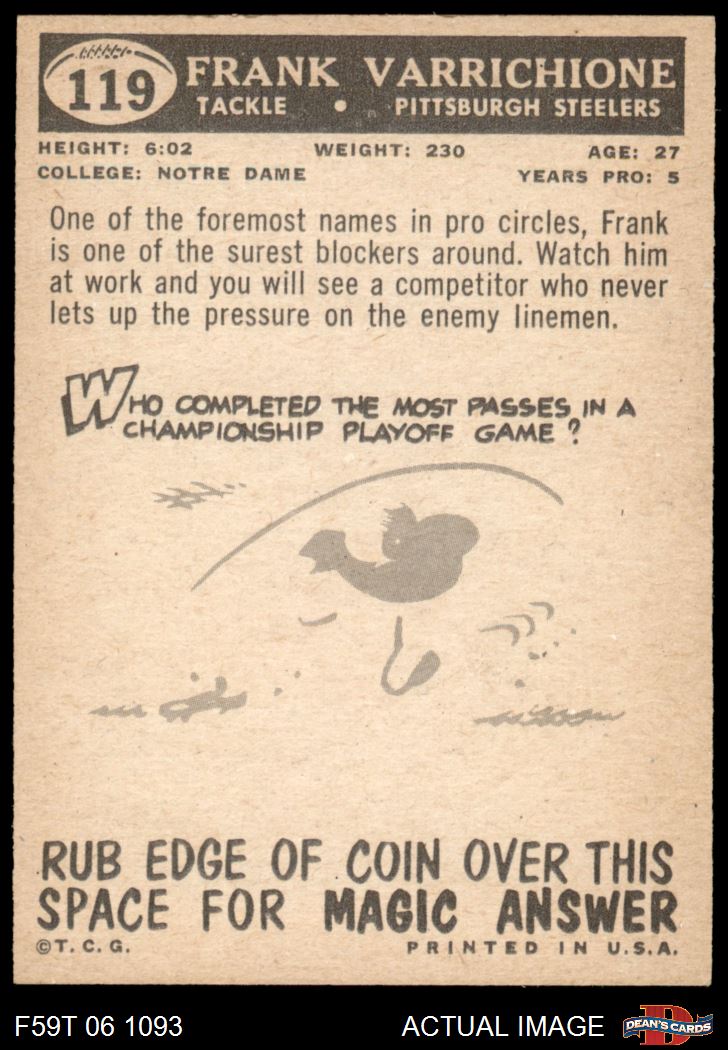 119
FRANK VARRICHIONE
TACKLE • PITTSBURGH STEELERS
HEIGHT: 6:02 WEIGHT: 230 AGE: 27
COLLEGE: NOTRE DAME YEARS PRO: 5
One of the foremost names in pro circles, Frank
is one of the surest blockers around. Watch him
at work and you will see a competitor who never
lets up the pressure on the enemy linemen.
WHO COMPLETED THE MOST PASSES IN A
CHAMPIONSHIP PLAYOFF GAME?
RUB EDGE OF COIN OVER THIS
SPACE FOR MAGIC ANSWER
©T. C. G. PRINTED IN U.S.A.
F59T 06 1093 ACTUAL IMAGE D DEAN'S CARDS